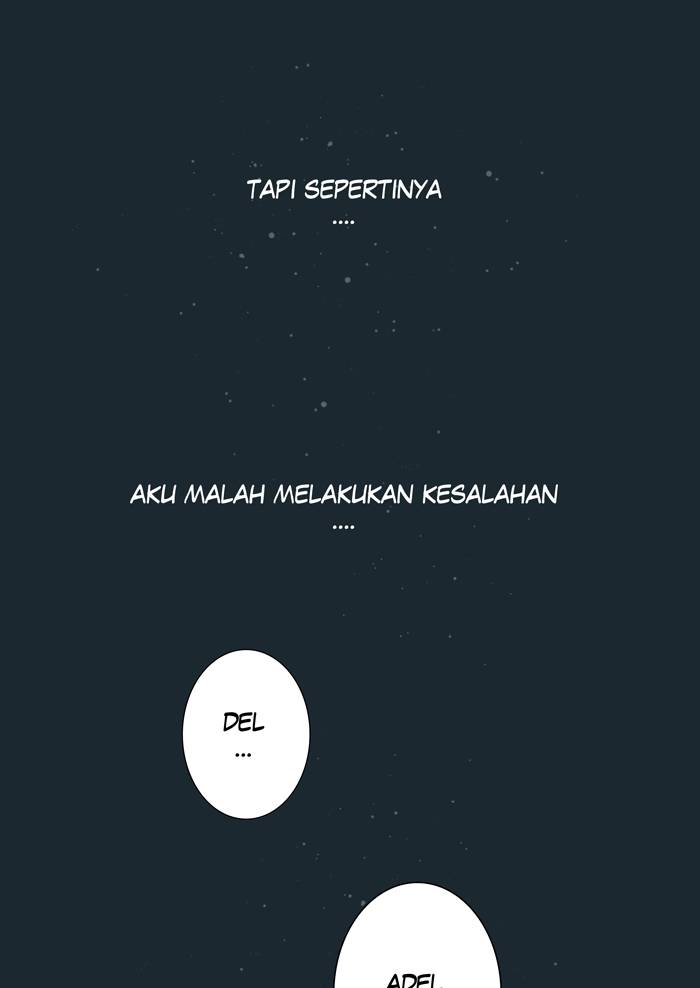 TAPI SEPERTINYA
....
AKU MALAH MELAKUKAN KESALAHAN
....
DEL
...
ADEL